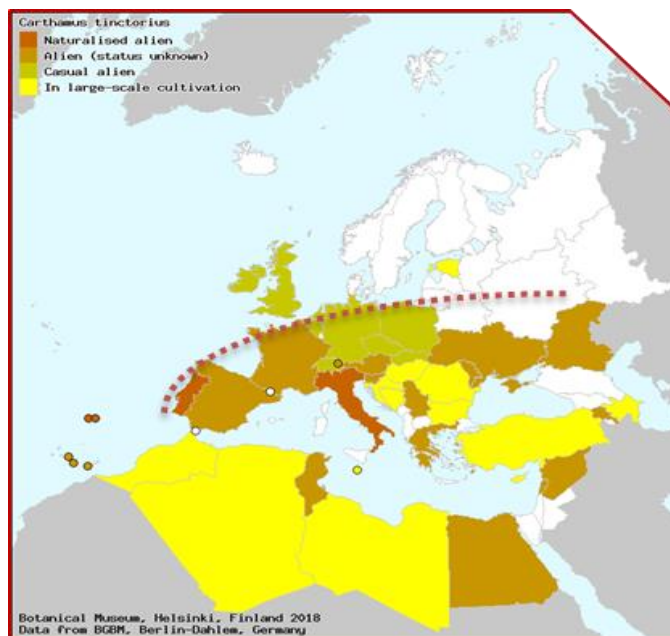 Carthamus tinctorius
Naturalised alien
Alien (status unknown)
Casual alien
In large-scale cultivation
Botanical Museum, Helsinki, Finland 2018
Data from BGBM, Berlin-Dahlem, Germany